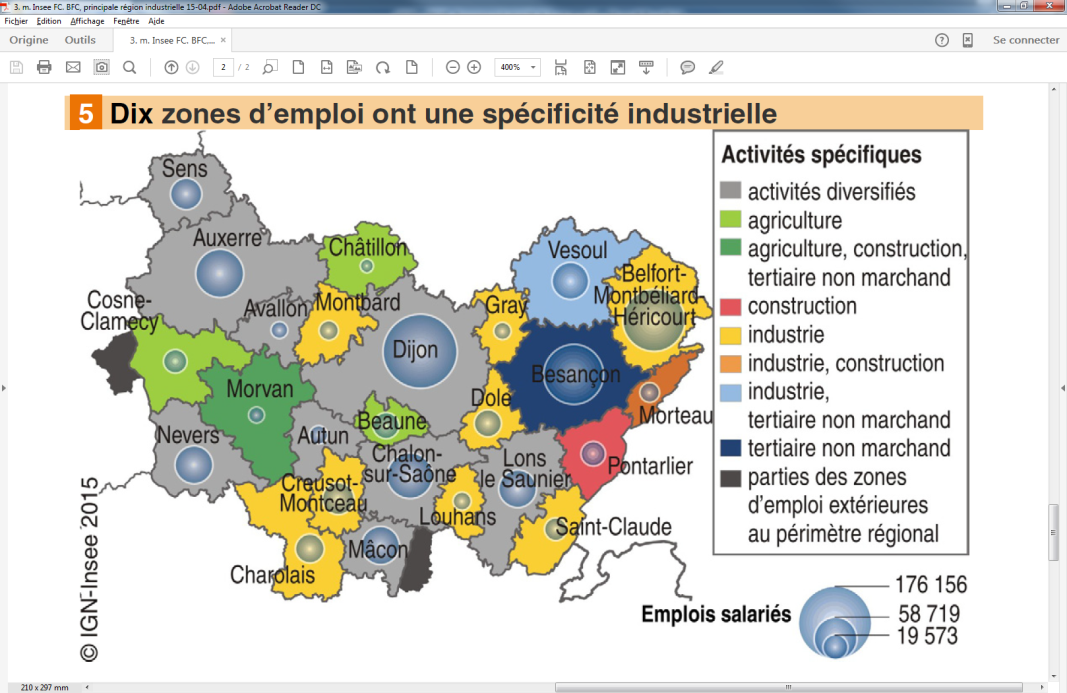 3. m. Insee FC. BFC, principale région industrielle 15-04.pdf - Adobe Acrobat Reader DC
Fichier Edition Affichage Fenêtre Aide
Origine Outils 3. m. Insee FC. BFC,... × Se connecter
2 / 2 400%
5 Dix zones d'emploi ont une spécificité industrielle
Sens
Auxerre
Châtillon
Vesoul
Belfort-
Montbéliard-
Héricourt
Cosne-
Clamecy
Avallon
Montbard
Gray
Dijon
Besançon
Morvan
Dole
Morteau
Nevers
Autun
Beaune
Chalon-
sur-Saône
Lons
le Saunier
Pontarlier
Creusot-
Montceau
Louhans
Saint-Claude
Mâcon
Charolais
© IGN-Insee 2015
Activités spécifiques
activités diversifiés
agriculture
agriculture, construction,
tertiaire non marchand
construction
industrie
industrie, construction
industrie,
tertiaire non marchand
tertiaire non marchand
parties des zones
d'emploi extérieures
au périmètre régional
Emplois salariés
176 156
58 719
19 573
210 x 297 mm